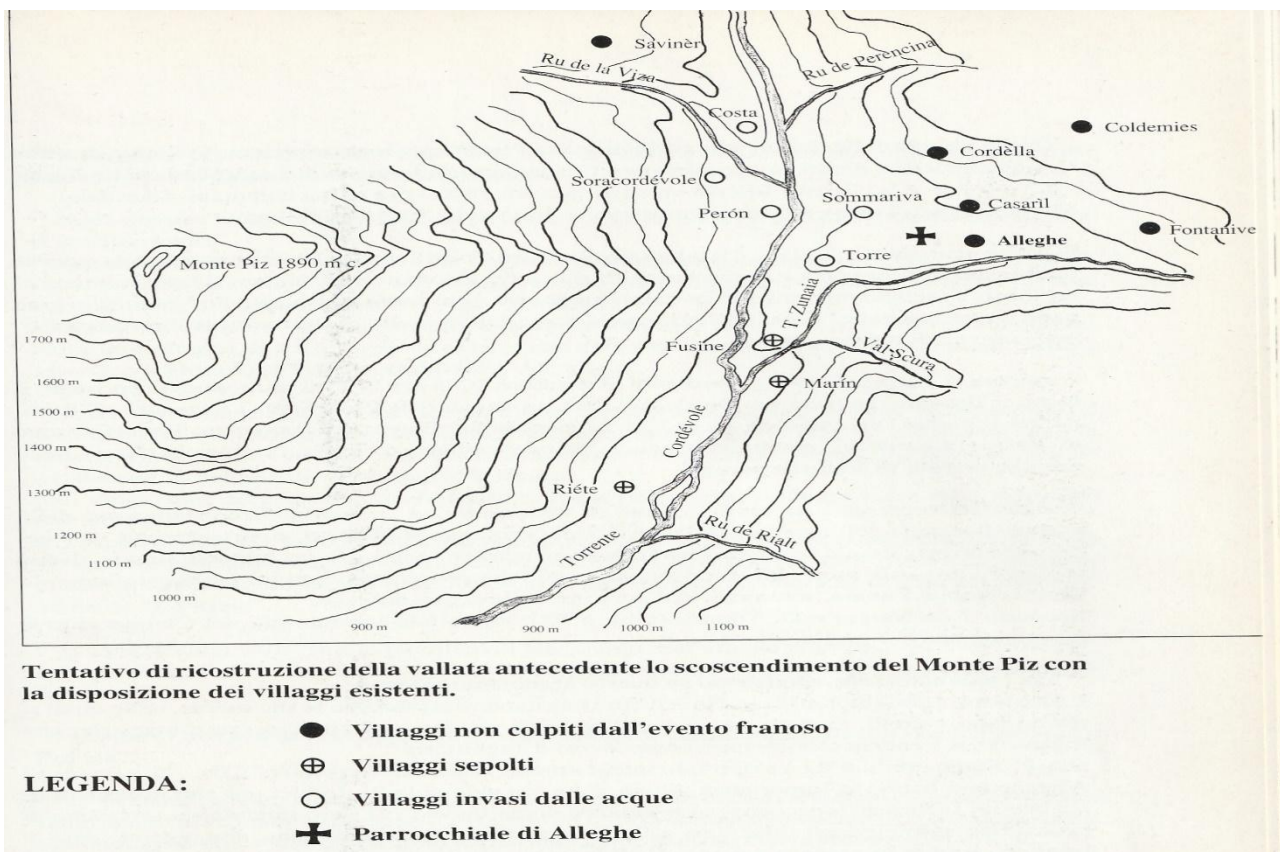 Savinèr
Ru de la Viza
Ru de Perencina
Costa
Coldemies
Cordèlla
Soracordévole
Sommariva
Casarìl
Perón
Fontanive
Alleghe
Torre
Monte Piz 1890 m c.
T. Zunaia
Fusine
Val-Scura
1700 m
Marín
1600 m
1500 m
Cordévole
1400 m
Riéte
1300 m
Ru de Rialt
1200 m
Torrente
1100 m
1000 m
900 m
900 m
1000 m
1100 m
Tentativo di ricostruzione della vallata antecedente lo scoscendimento del Monte Piz con
la disposizione dei villaggi esistenti.
Villaggi non colpiti dall'evento franoso
Villaggi sepolti
LEGENDA:
Villaggi invasi dalle acque
Parrocchiale di Alleghe